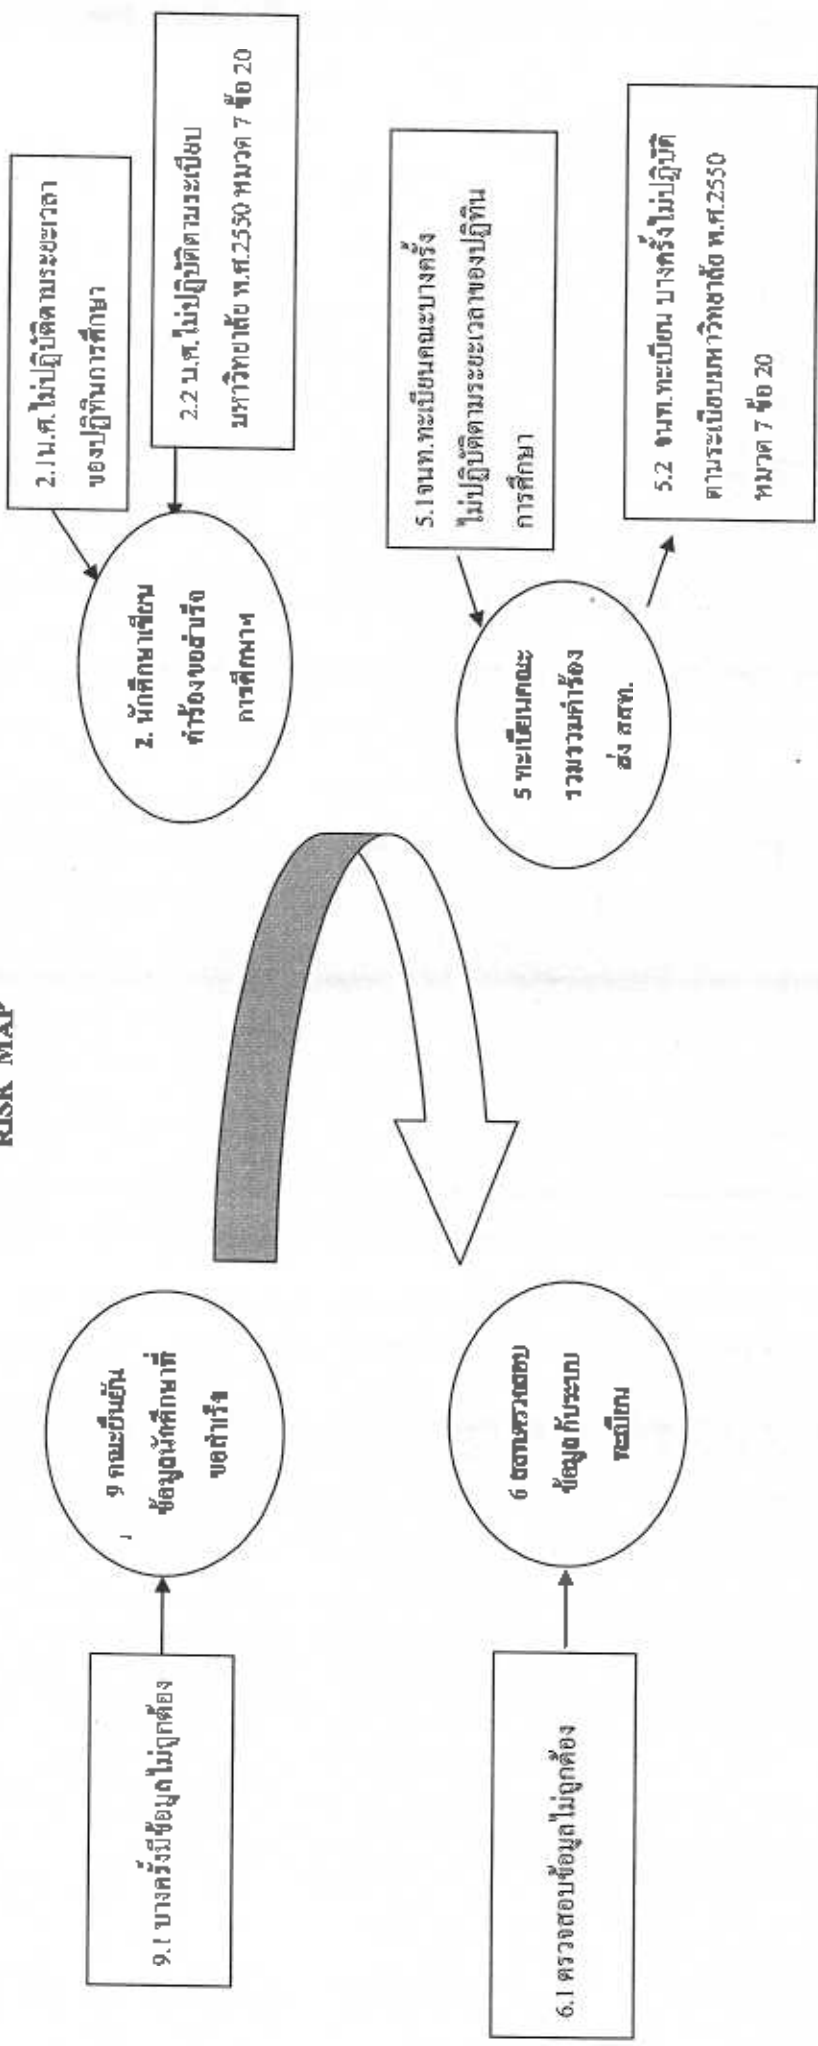 RISK MAP
9.1 บางครั้งมีข้อมูลไม่ถูกต้อง
9 คณะยืนยัน
ข้อมูลนักศึกษาที่
ขอสำเร็จ
2. นักศึกษาเขียน
คำร้องขอสำเร็จ
การศึกษาฯ
2.1น.ศ.ไม่ปฏิบัติตามระยะเวลา
ของปฏิทินการศึกษา
2.2 น.ศ.ไม่ปฏิบัติตามระเบียบ
มหาวิทยาลัย พ.ศ.2550 หมวด 7 ข้อ 20
6.1 ตรวจสอบข้อมูลไม่ถูกต้อง
6 สสทตรวจสอบ
ข้อมูลกับระบบ
ทะเบียน
5 ทะเบียนคณะ
รวบรวมคำร้อง
ส่ง สสท.
5.1จนท.ทะเบียนคณะบางครั้ง
ไม่ปฏิบัติตามระยะเวลาของปฏิทิน
การศึกษา
5.2 จนท.ทะเบียน บางครั้งไม่ปฏิบัติ
ตามระเบียบมหาวิทยาลัย พ.ศ.2550
หมวด 7 ข้อ 20